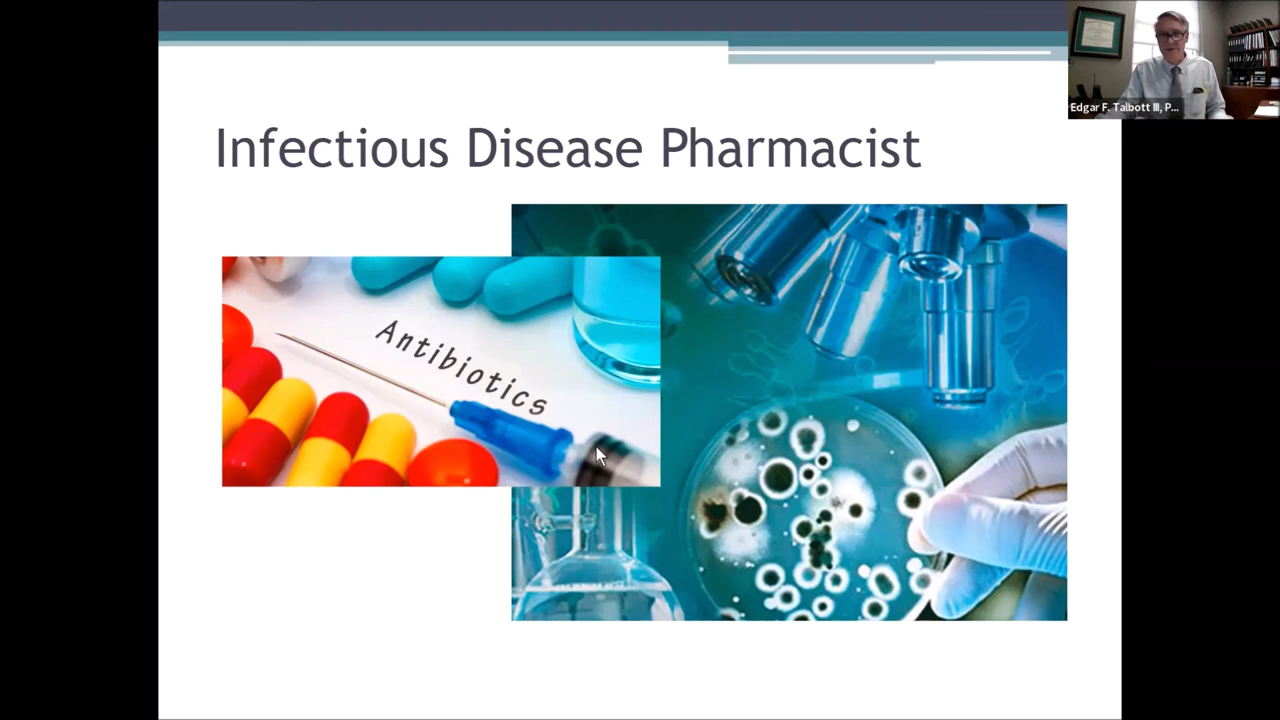 Infectious Disease Pharmacist
Edgar F. Talbott III, P...
Antibiotics